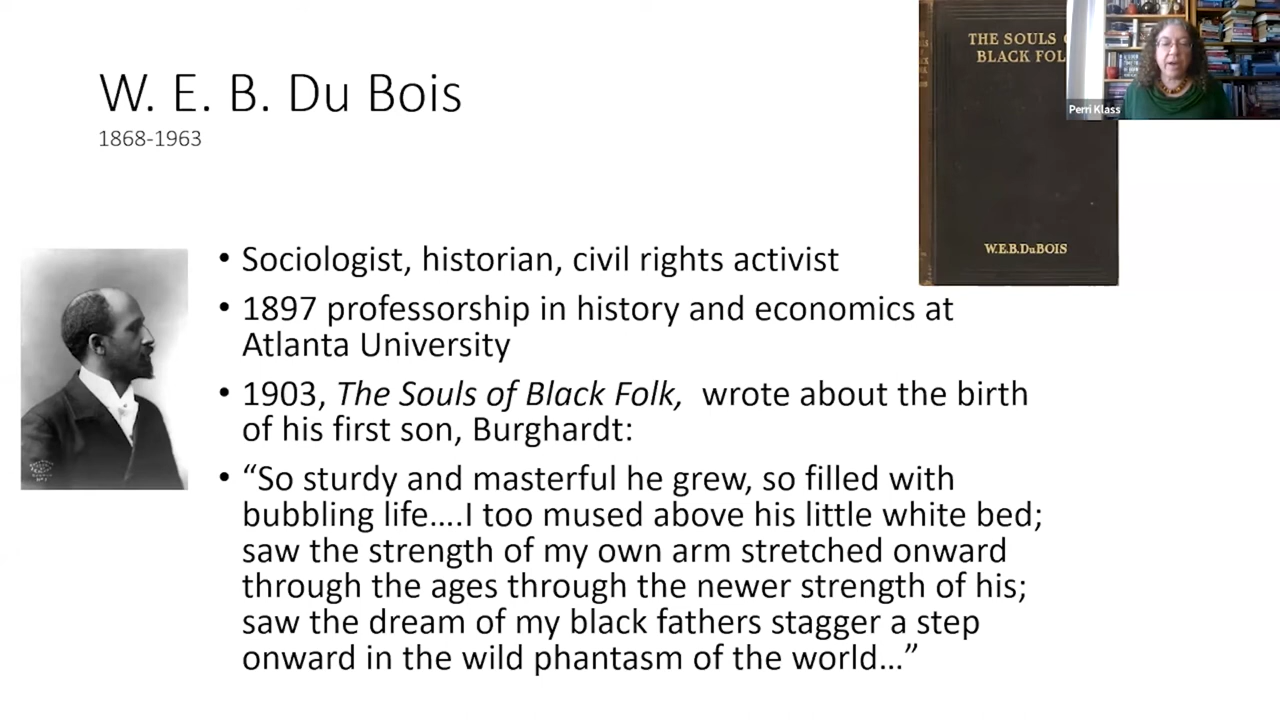 W. E. B. Du Bois
1868-1963
THE SOULS
BLACK FOL
W.E.B.DuBOIS
Perri Klass
• Sociologist, historian, civil rights activist
• 1897 professorship in history and economics at
Atlanta University
• 1903, The Souls of Black Folk, wrote about the birth
of his first son, Burghardt:
• “So sturdy and masterful he grew, so filled with
bubbling life….I too mused above his little white bed;
saw the strength of my own arm stretched onward
through the ages through the newer strength of his;
saw the dream of my black fathers stagger a step
onward in the wild phantasm of the world…”